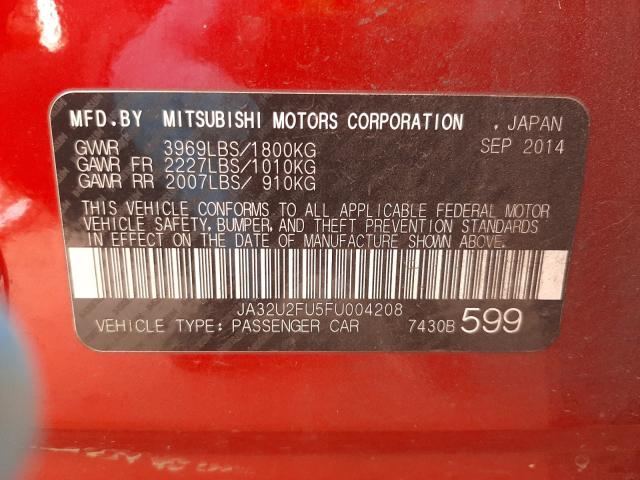 MFD.BY MITSUBISHI MOTORS CORPORATION , JAPAN
GVWR 3969LBS/1800KG SEP 2014
GAWR FR 2227LBS/1010KG
GAWR RR 2007LBS/ 910KG
THIS VEHICLE CONFORMS TO ALL APPLICABLE FEDERAL MOTOR
VEHICLE SAFETY, BUMPER, AND THEFT PREVENTION STANDARDS
IN EFFECT ON THE DATE OF MANUFACTURE SHOWN ABOVE.
JA32U2FU5FU004208
VEHICLE TYPE: PASSENGER CAR 7430B 599